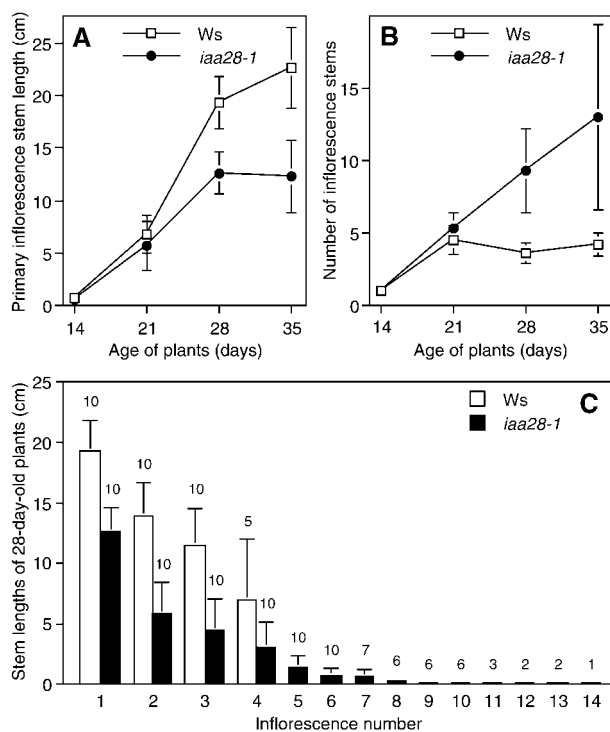 A
Ws
iaa28-1
Primary inflorescence stem length (cm)
25
20
15
10
5
0
14 21 28 35
Age of plants (days)
B
Ws
iaa28-1
Number of inflorescence stems
15
10
5
0
14 21 28 35
Age of plants (days)
C
Ws
iaa28-1
Stem lengths of 28-day-old plants (cm)
25
20
15
10
5
0
10 10 10 10 10 10 5 10 10 10 7 6 6 6 3 2 2 1
1 2 3 4 5 6 7 8 9 10 11 12 13 14
Inflorescence number